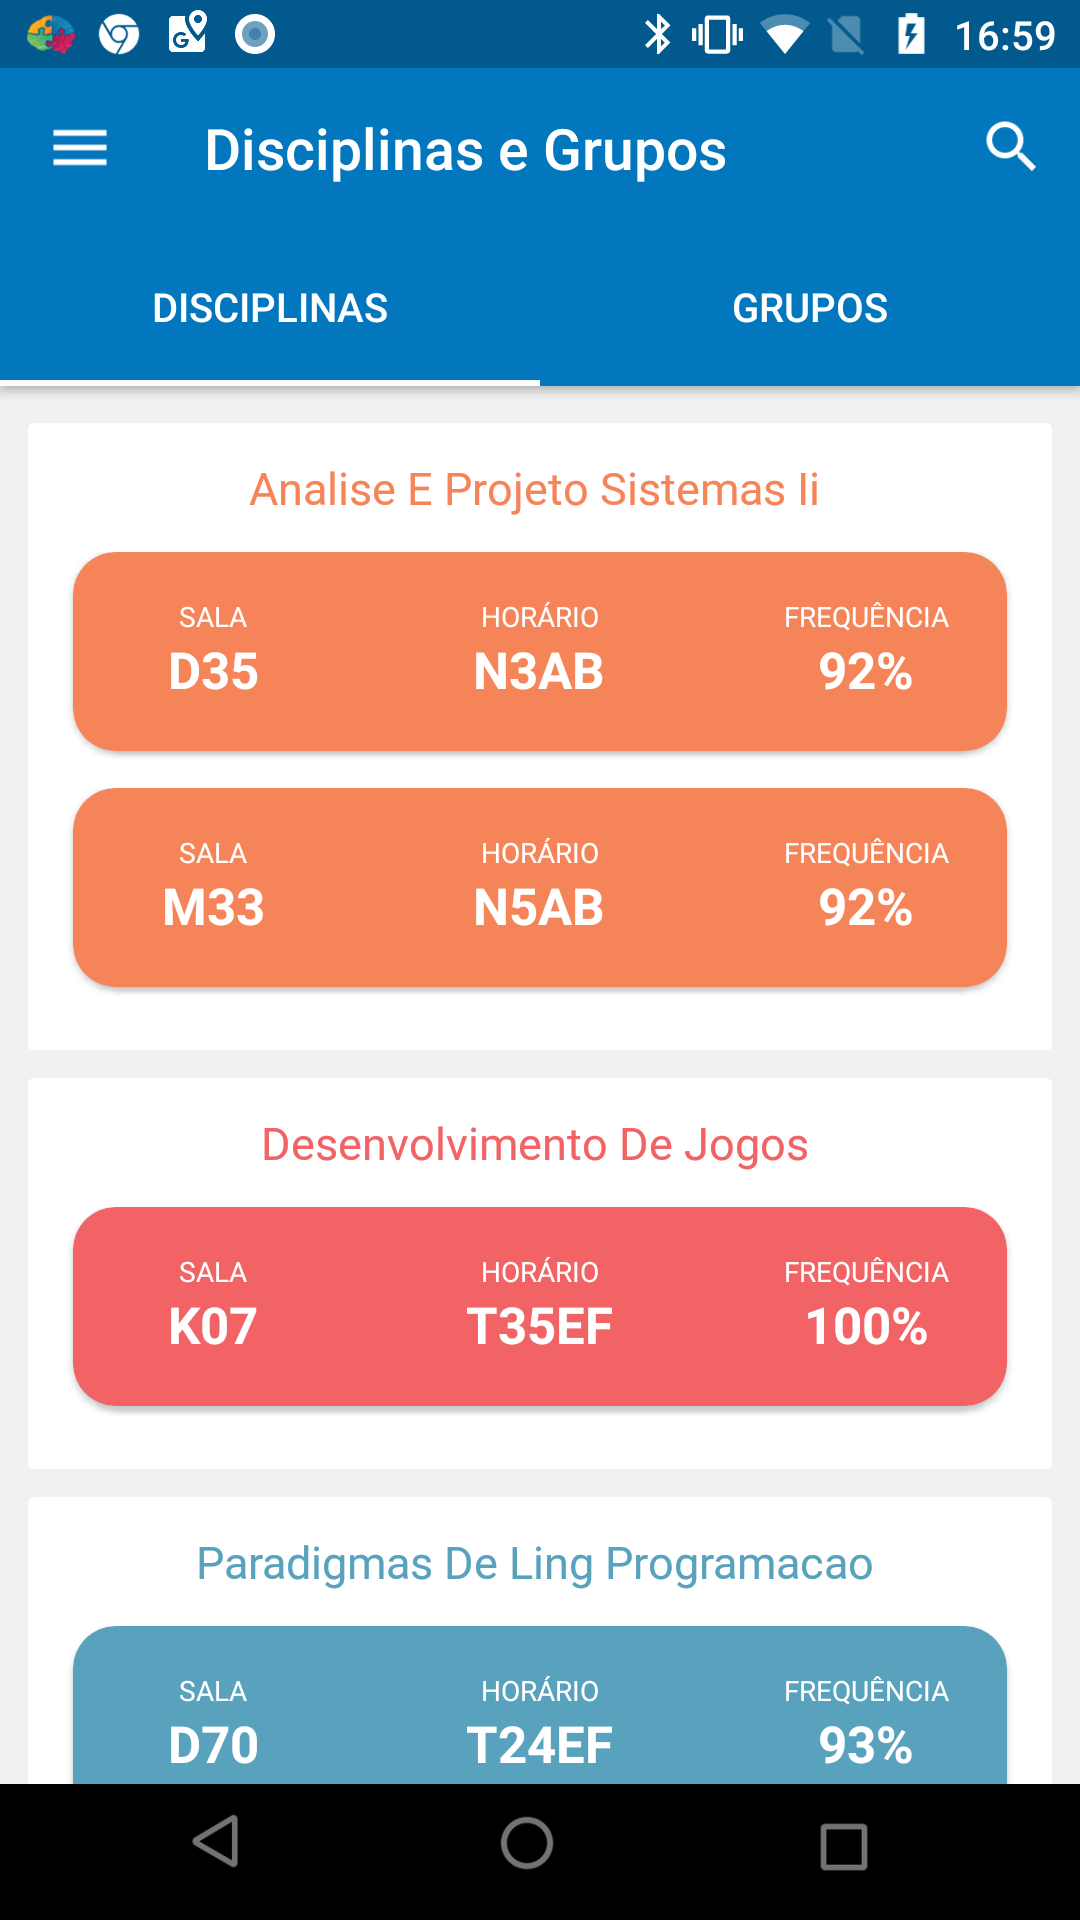 16:59
Disciplinas e Grupos
DISCIPLINAS GRUPOS
Analise E Projeto Sistemas Ii
SALA HORÁRIO FREQUÊNCIA
D35 N3AB 92%
SALA HORÁRIO FREQUÊNCIA
M33 N5AB 92%
Desenvolvimento De Jogos
SALA HORÁRIO FREQUÊNCIA
K07 T35EF 100%
Paradigmas De Ling Programacao
SALA HORÁRIO FREQUÊNCIA
D70 T24EF 93%